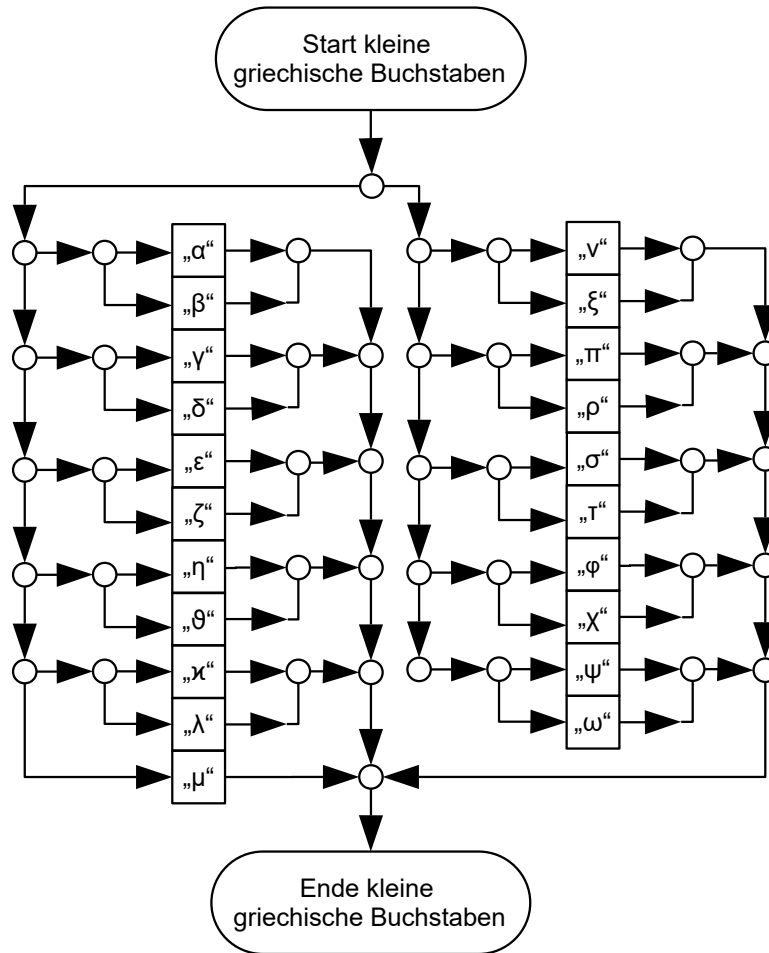 Start kleine
griechische Buchstaben
„α“
„β“
„γ“
„δ“
„ε“
„ζ“
„η“
„ϑ“
„ϰ“
„λ“
„μ“
„ν“
„ξ“
„π“
„ρ“
„σ“
„τ“
„φ“
„χ“
„ψ“
„ω“
Ende kleine
griechische Buchstaben